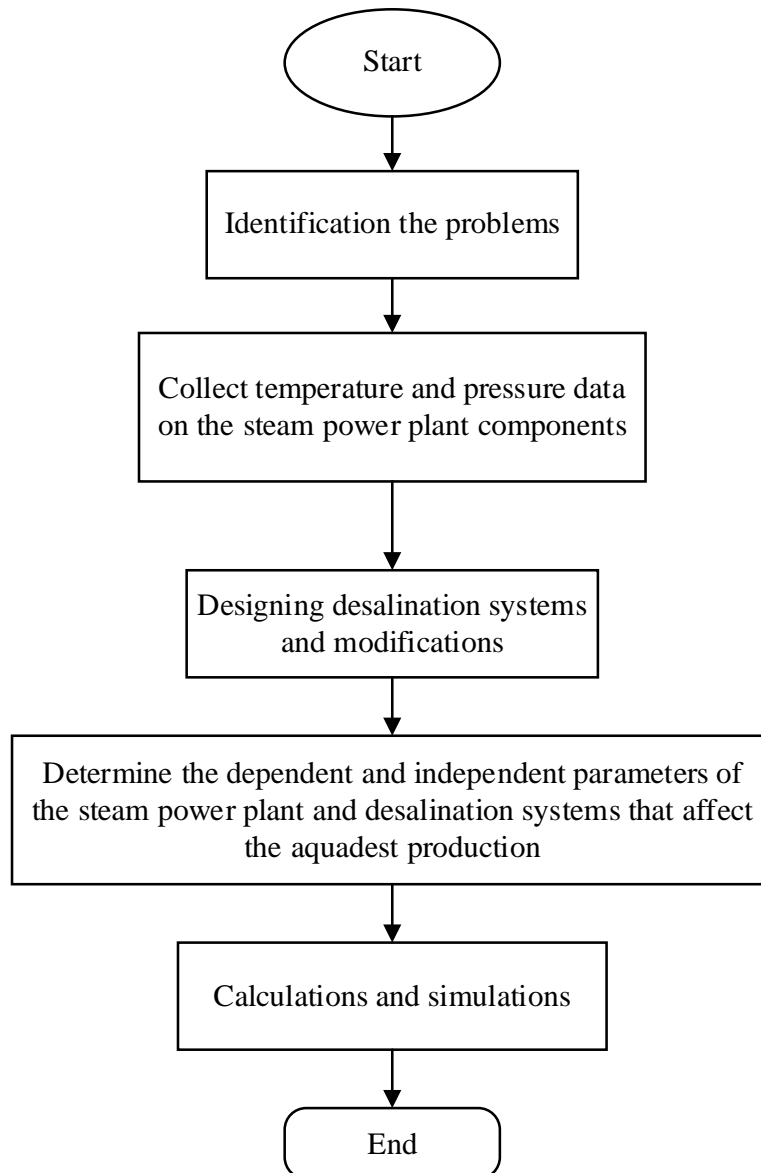 Start
Identification the problems
Collect temperature and pressure data
on the steam power plant components
Designing desalination systems
and modifications
Determine the dependent and independent parameters of
the steam power plant and desalination systems that affect
the aquadest production
Calculations and simulations
End